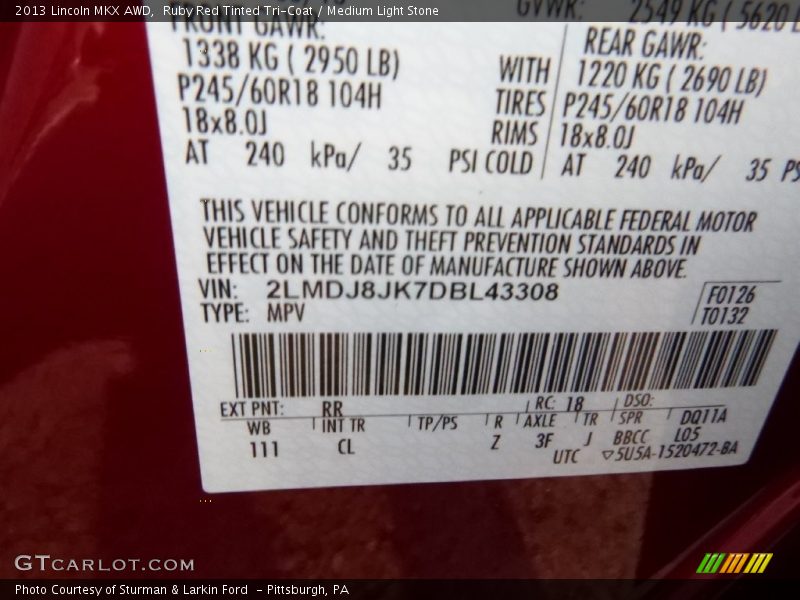 2013 Lincoln MKX AWD, Ruby Red Tinted Tri-Coat / Medium Light Stone
FRONT GAWR: GVWR: 2549 KG ( 5620 L
1338 KG ( 2950 LB) REAR GAWR:
P245/60R18 104H WITH 1220 KG ( 2690 LB)
18x8.0J TIRES P245/60R18 104H
RIMS 18x8.0J
AT 240 kPa/ 35 PSI COLD AT 240 kPa/ 35 PS
THIS VEHICLE CONFORMS TO ALL APPLICABLE FEDERAL MOTOR
VEHICLE SAFETY AND THEFT PREVENTION STANDARDS IN
EFFECT ON THE DATE OF MANUFACTURE SHOWN ABOVE.
VIN: 2LMDJ8JK7DBL43308 F0126
TYPE: MPV T0132
EXT PNT: RR RC: 18 DSO:
WB INT TR TP/PS R AXLE TR SPR DQ11A
111 CL Z 3F J BBCC L05
UTC ▽5U5A-1520472-BA
GTCARLOT.COM
Photo Courtesy of Sturman & Larkin Ford - Pittsburgh, PA